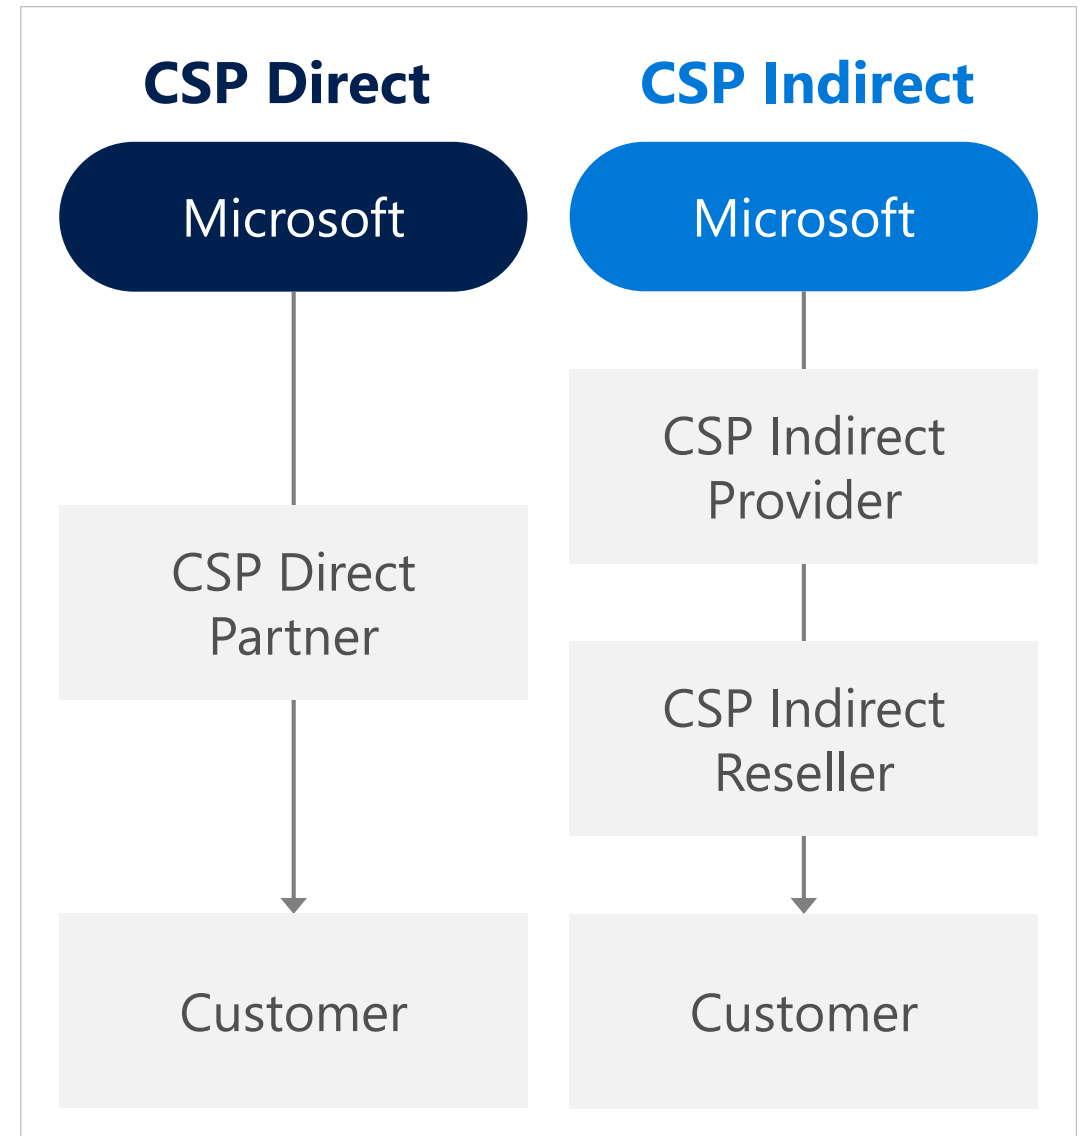 CSP Direct
Microsoft
CSP Direct
Partner
Customer
CSP Indirect
Microsoft
CSP Indirect
Provider
CSP Indirect
Reseller
Customer